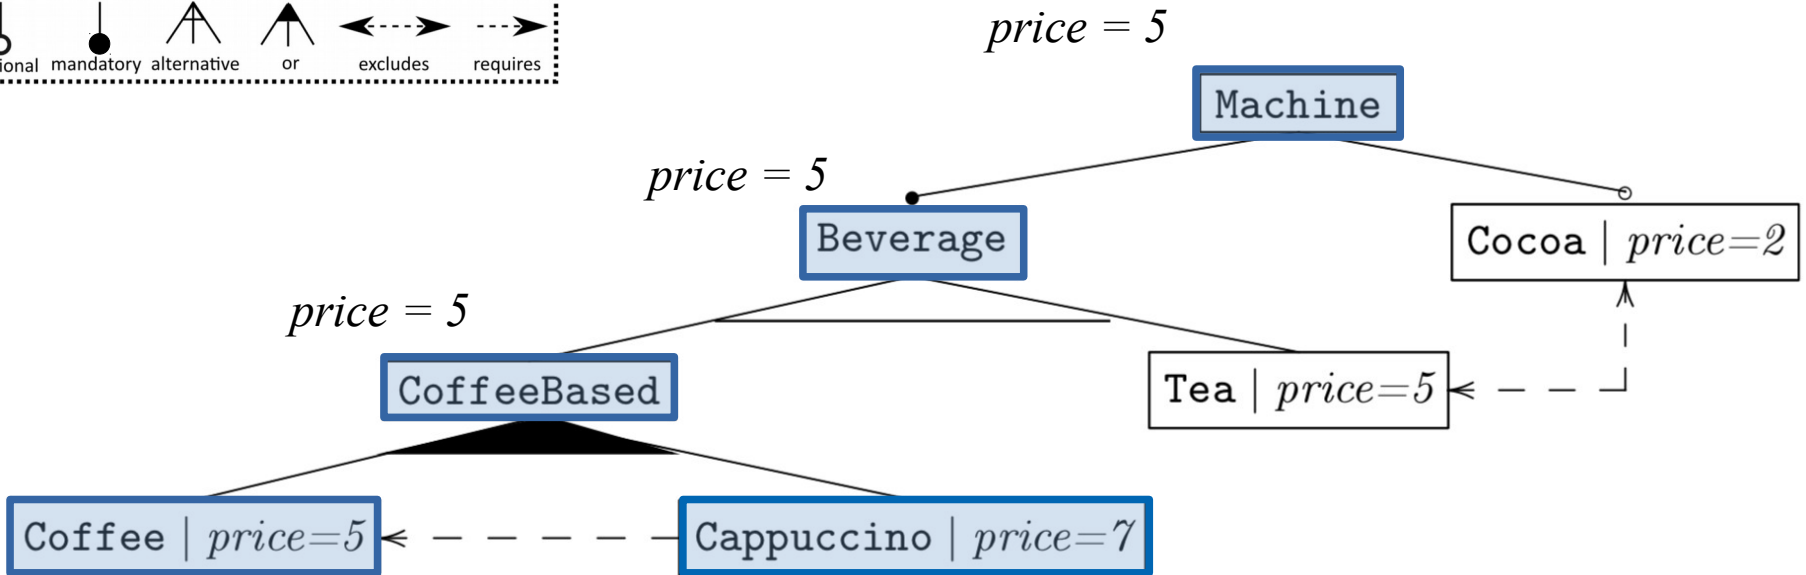 price = 5
ional mandatory alternative or excludes requires
Machine
price = 5
Beverage
Cocoa | price=2
price = 5
CoffeeBased
Tea | price=5
Coffee | price=5
Cappuccino | price=7